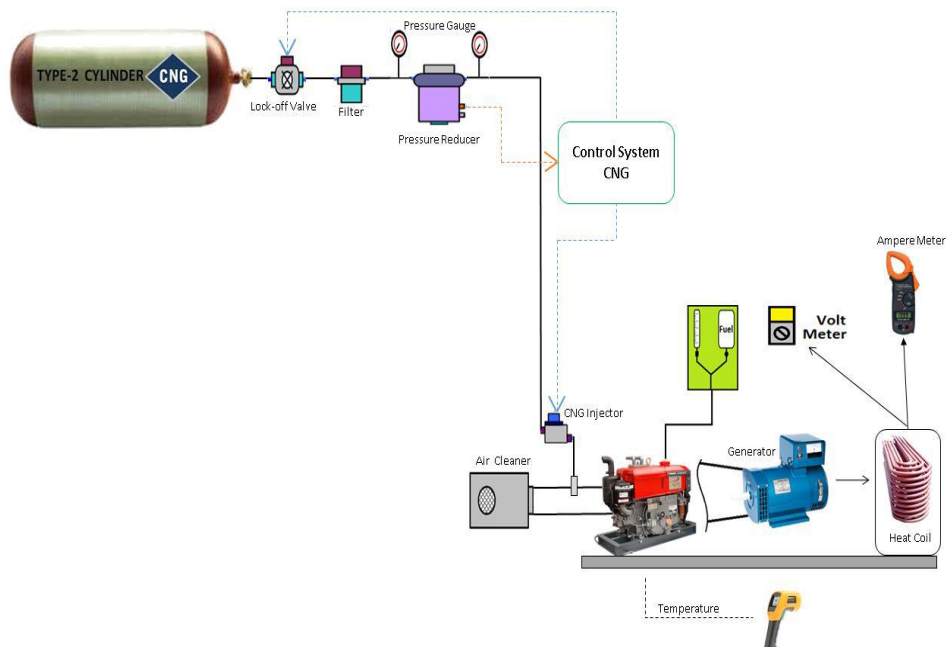 TYPE-2 CYLINDER CNG
Lock-off Valve
Filter
Pressure Gauge
Pressure Reducer
Control System
CNG
Ampere Meter
Volt
Meter
Fuel
CNG Injector
Air Cleaner
Generator
Heat Coil
Temperature